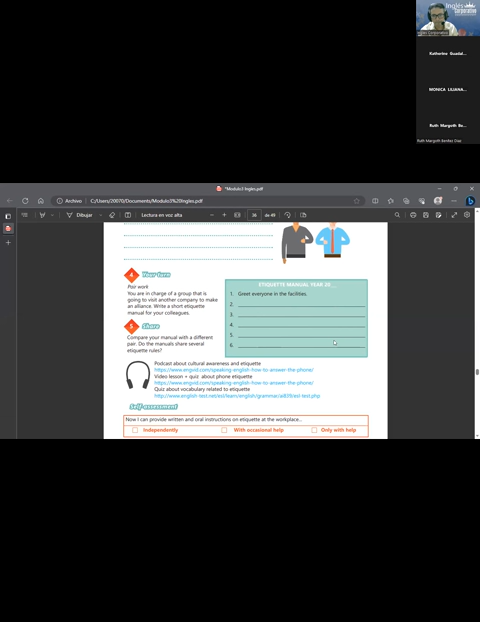 Inglés
Corporativo
Inglés Corporativo
Katherine Guadal...
MONICA LILIANA...
Ruth Margoth Be...
Ruth Margoth Benitez Diaz
*Modulo3 Ingles.pdf
Archivo C:/Users/20070/Documents/Modulo3%20Ingles.pdf
Dibujar Lectura en voz alta 36 de 49
4 Your turn
Pair work
You are in charge of a group that is
going to visit another company to make
an alliance. Write a short etiquette
manual for your colleagues.
5 Share
Compare your manual with a different
pair. Do the manuals share several
etiquette rules?
ETIQUETTE MANUAL YEAR 20__
1. Greet everyone in the facilities.
2.
3.
4.
5.
6.
Podcast about cultural awareness and etiquette
https://www.engvid.com/speaking-english-how-to-answer-the-phone/
Video lesson + quiz about phone etiquette
https://www.engvid.com/speaking-english-how-to-answer-the-phone/
Quiz about vocabulary related to etiquette
http://www.english-test.net/esl/learn/english/grammar/ai839/esl-test.php
Self-assessment
Now I can provide written and oral instructions on etiquette at the workplace...
Independently With occasional help Only with help